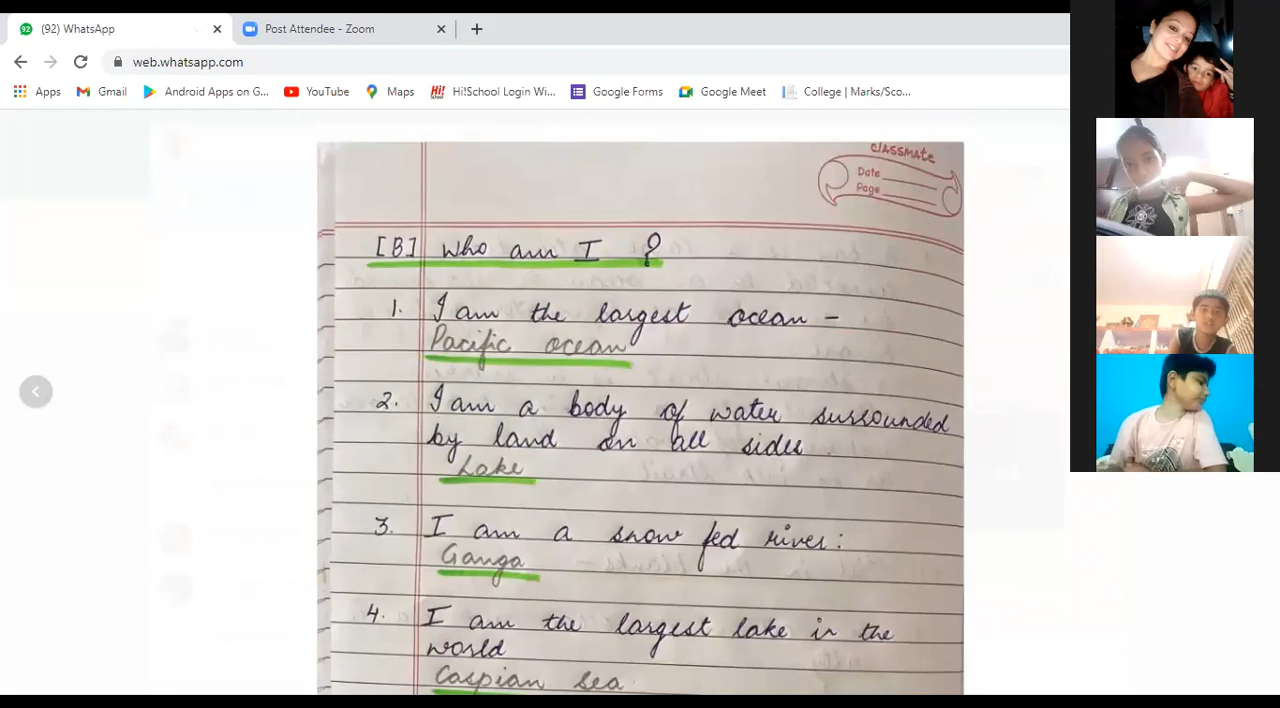 (92) WhatsApp
Post Attendee - Zoom
web.whatsapp.com
Apps
Gmail
Android Apps on G...
YouTube
Maps
Hi! Hi!School Login Wi...
Google Forms
Google Meet
College | Marks/Sco...
CLASSMATE
Date
Page
[B] Who am I ?
1. I am the largest ocean -
Pacific ocean
2. I am a body of water surrounded
by land on all sides.
Lake
3. I am a snow fed river:
Ganga
4. I am the largest lake in the
world
Caspian sea.